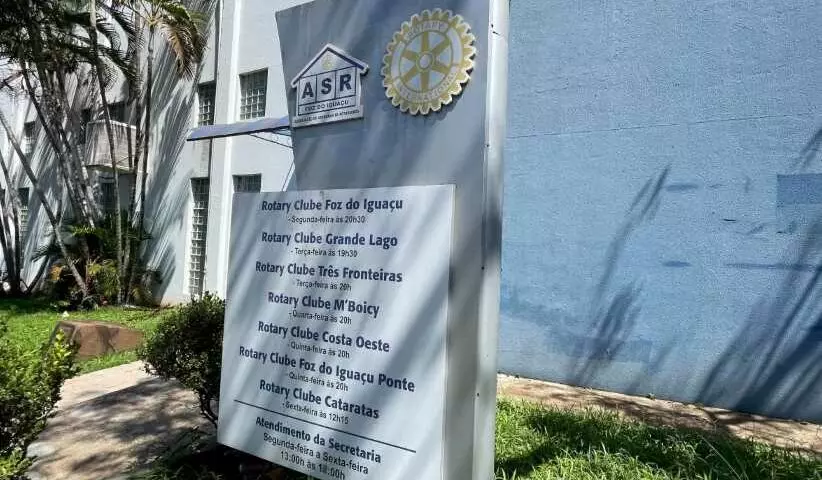 ASR
FOZ DO IGUAÇU
ROTARY
INTERNATIONAL
Rotary Clube Foz do Iguaçu
- Segunda-feira às 20h30
Rotary Clube Grande Lago
- Terça-feira às 19h30
Rotary Clube Três Fronteiras
- Terça-feira às 20h
Rotary Clube M'Boicy
- Quarta-feira às 20h
Rotary Clube Costa Oeste
- Quinta-feira às 20h
Rotary Clube Foz do Iguaçu Ponte
- Quinta-feira às 20h
Rotary Clube Cataratas
- Sexta-feira às 12h15
Atendimento da Secretaria
Segunda-feira a Sexta-feira
13:00h às 18:00h